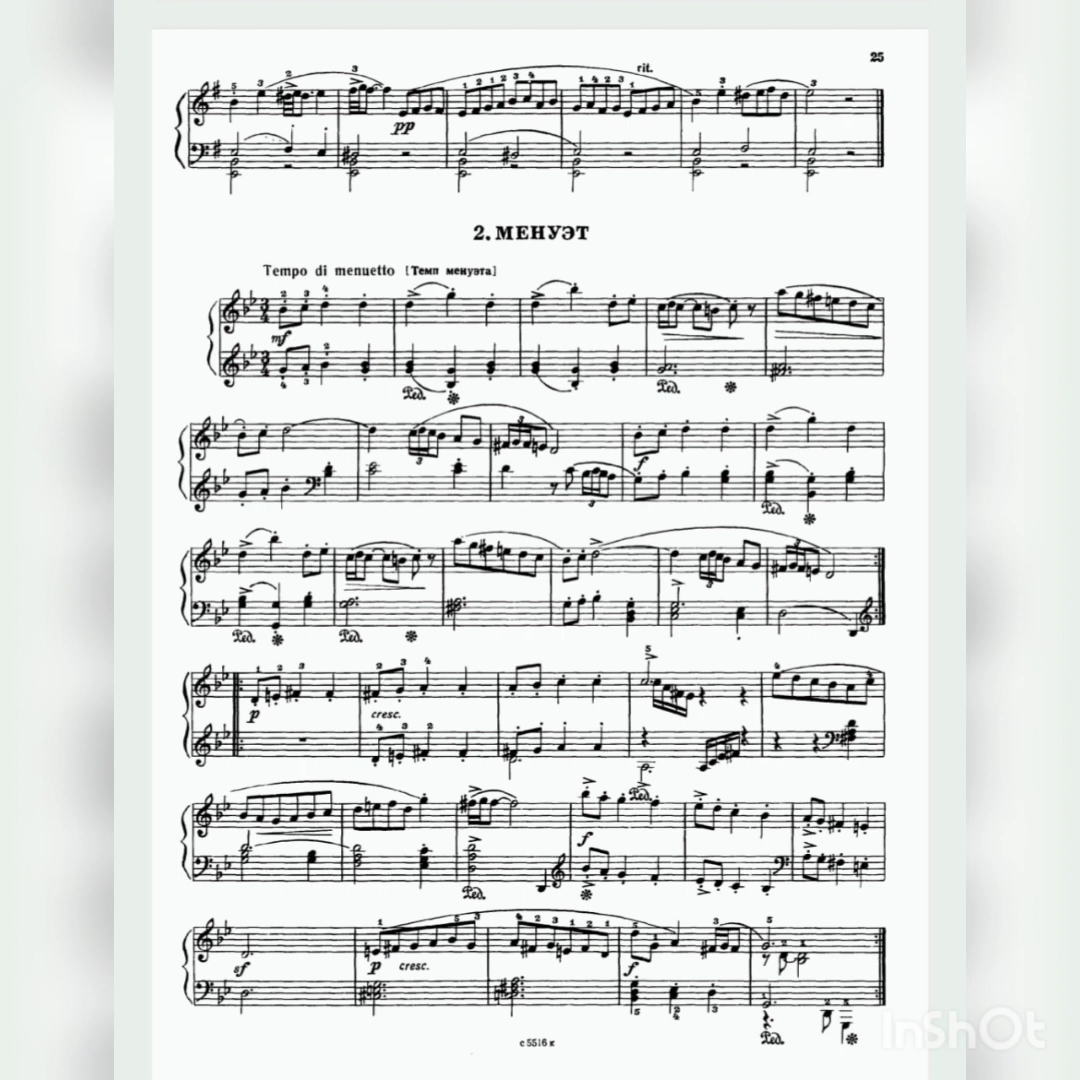 25
rit.
pp
2. МЕНУЭТ
Tempo di menuetto [Темп менуэта]
mf
Ped. *
Ped. *
f
Ped. *
Ped. * Ped. *
p cresc.
Ped.
f
Ped. *
sf p cresc. f
Ped. *
с 5516 к
InShOt